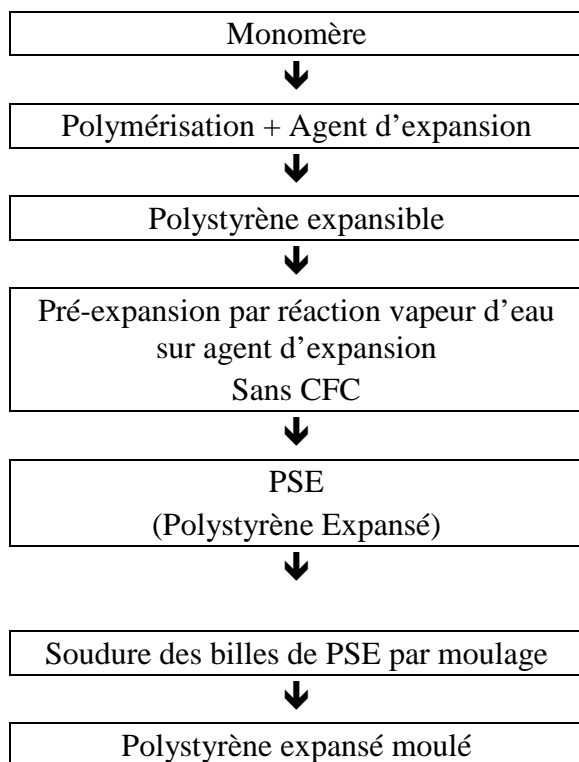 Monomère
Polymérisation + Agent d’expansion
Polystyrène expansible
Pré-expansion par réaction vapeur d’eau
sur agent d’expansion
Sans CFC
PSE
(Polystyrène Expansé)
Soudure des billes de PSE par moulage
Polystyrène expansé moulé